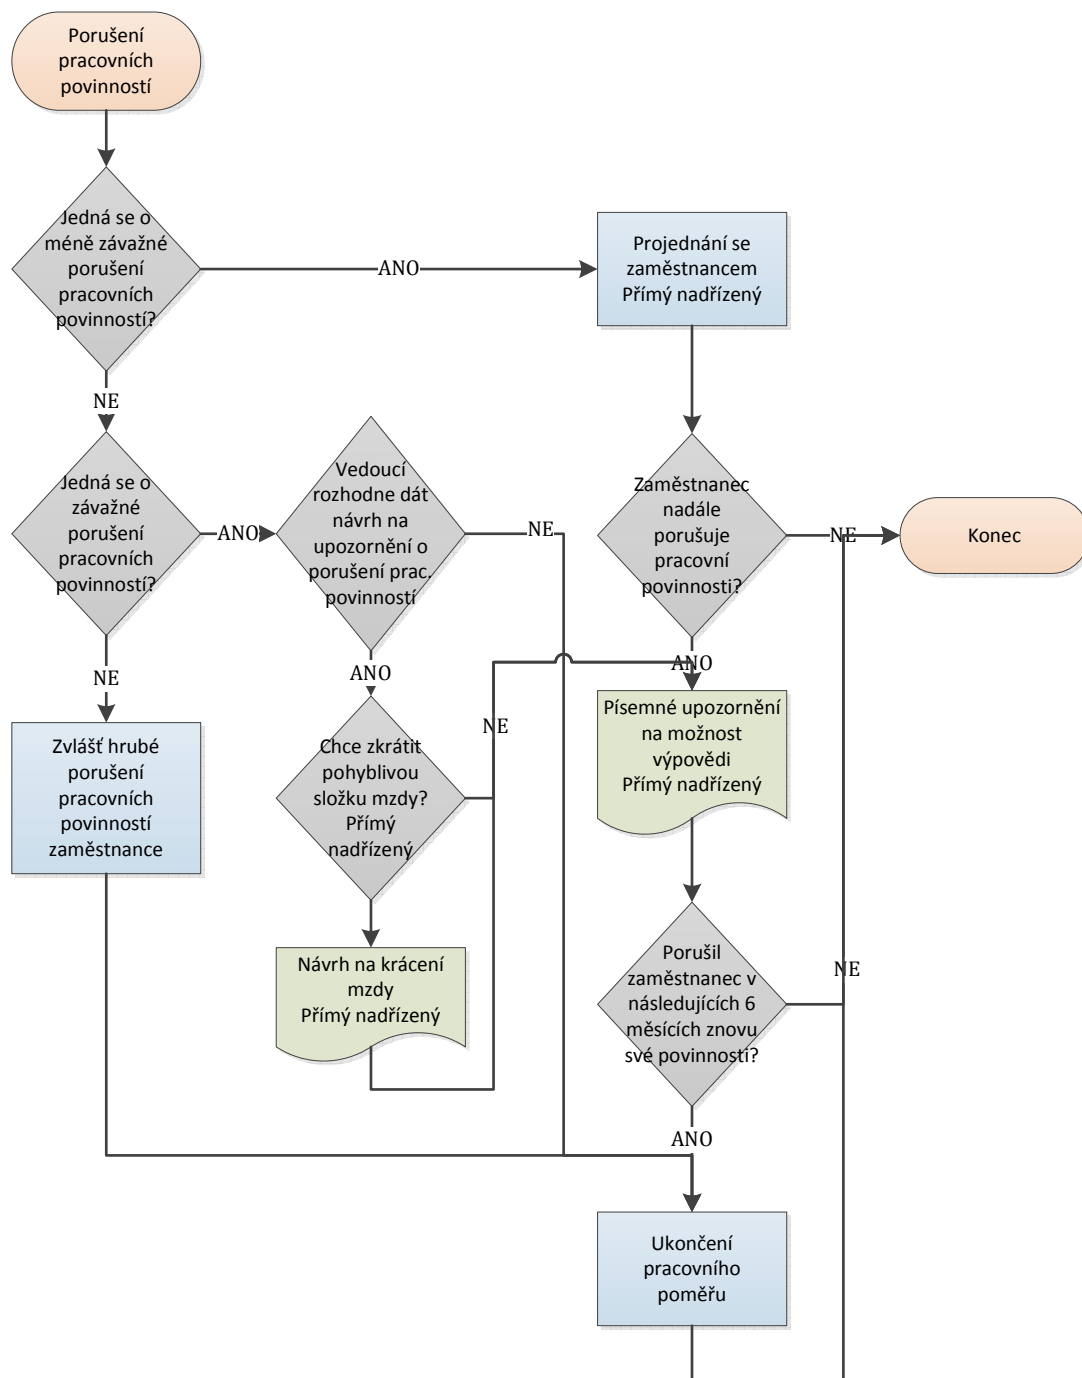 Porušení
pracovních
povinností
Jedná se o
méně závažné
porušení
pracovních
povinností?
ANO
Projednání se
zaměstnancem
Přímý nadřízený
NE
Jedná se o
závažné
porušení
pracovních
povinností?
ANO
Vedoucí
rozhodne dát
návrh na
upozornění o
porušení prac.
povinností
NE
Zaměstnanec
nadále
porušuje
pracovní
povinnosti?
NE
Konec
NE
ANO
ANO
Zvlášť hrubé
porušení
pracovních
povinností
zaměstnance
Chce zkrátit
pohyblivou
složku mzdy?
Přímý
nadřízený
NE
Písemné upozornění
na možnost
výpovědi
Přímý nadřízený
Návrh na krácení
mzdy
Přímý nadřízený
Porušil
zaměstnanec v
následujících 6
měsících znovu
své povinnosti?
NE
ANO
Ukončení
pracovního
poměřu